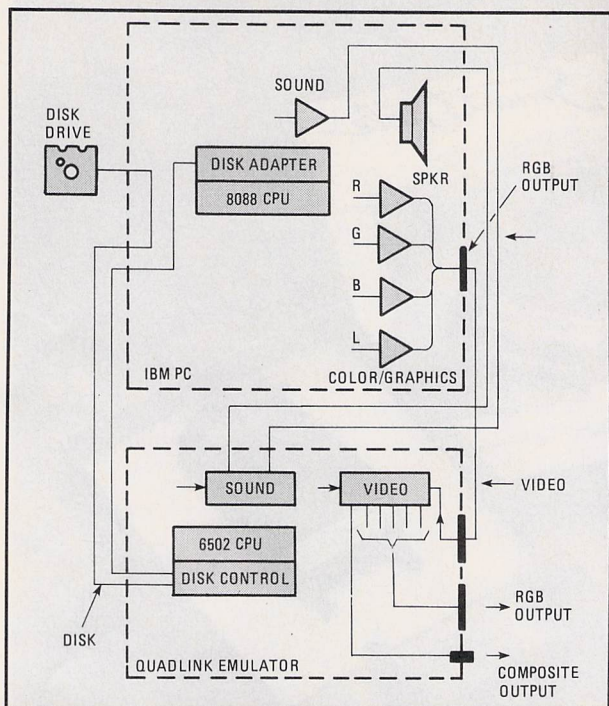 DISK
DRIVE
SOUND
SPKR
DISK ADAPTER
8088 CPU
R
G
B
L
RGB
OUTPUT
IBM PC
COLOR/GRAPHICS
SOUND
VIDEO
VIDEO
6502 CPU
DISK CONTROL
RGB
OUTPUT
DISK
QUADLINK EMULATOR
COMPOSITE
OUTPUT